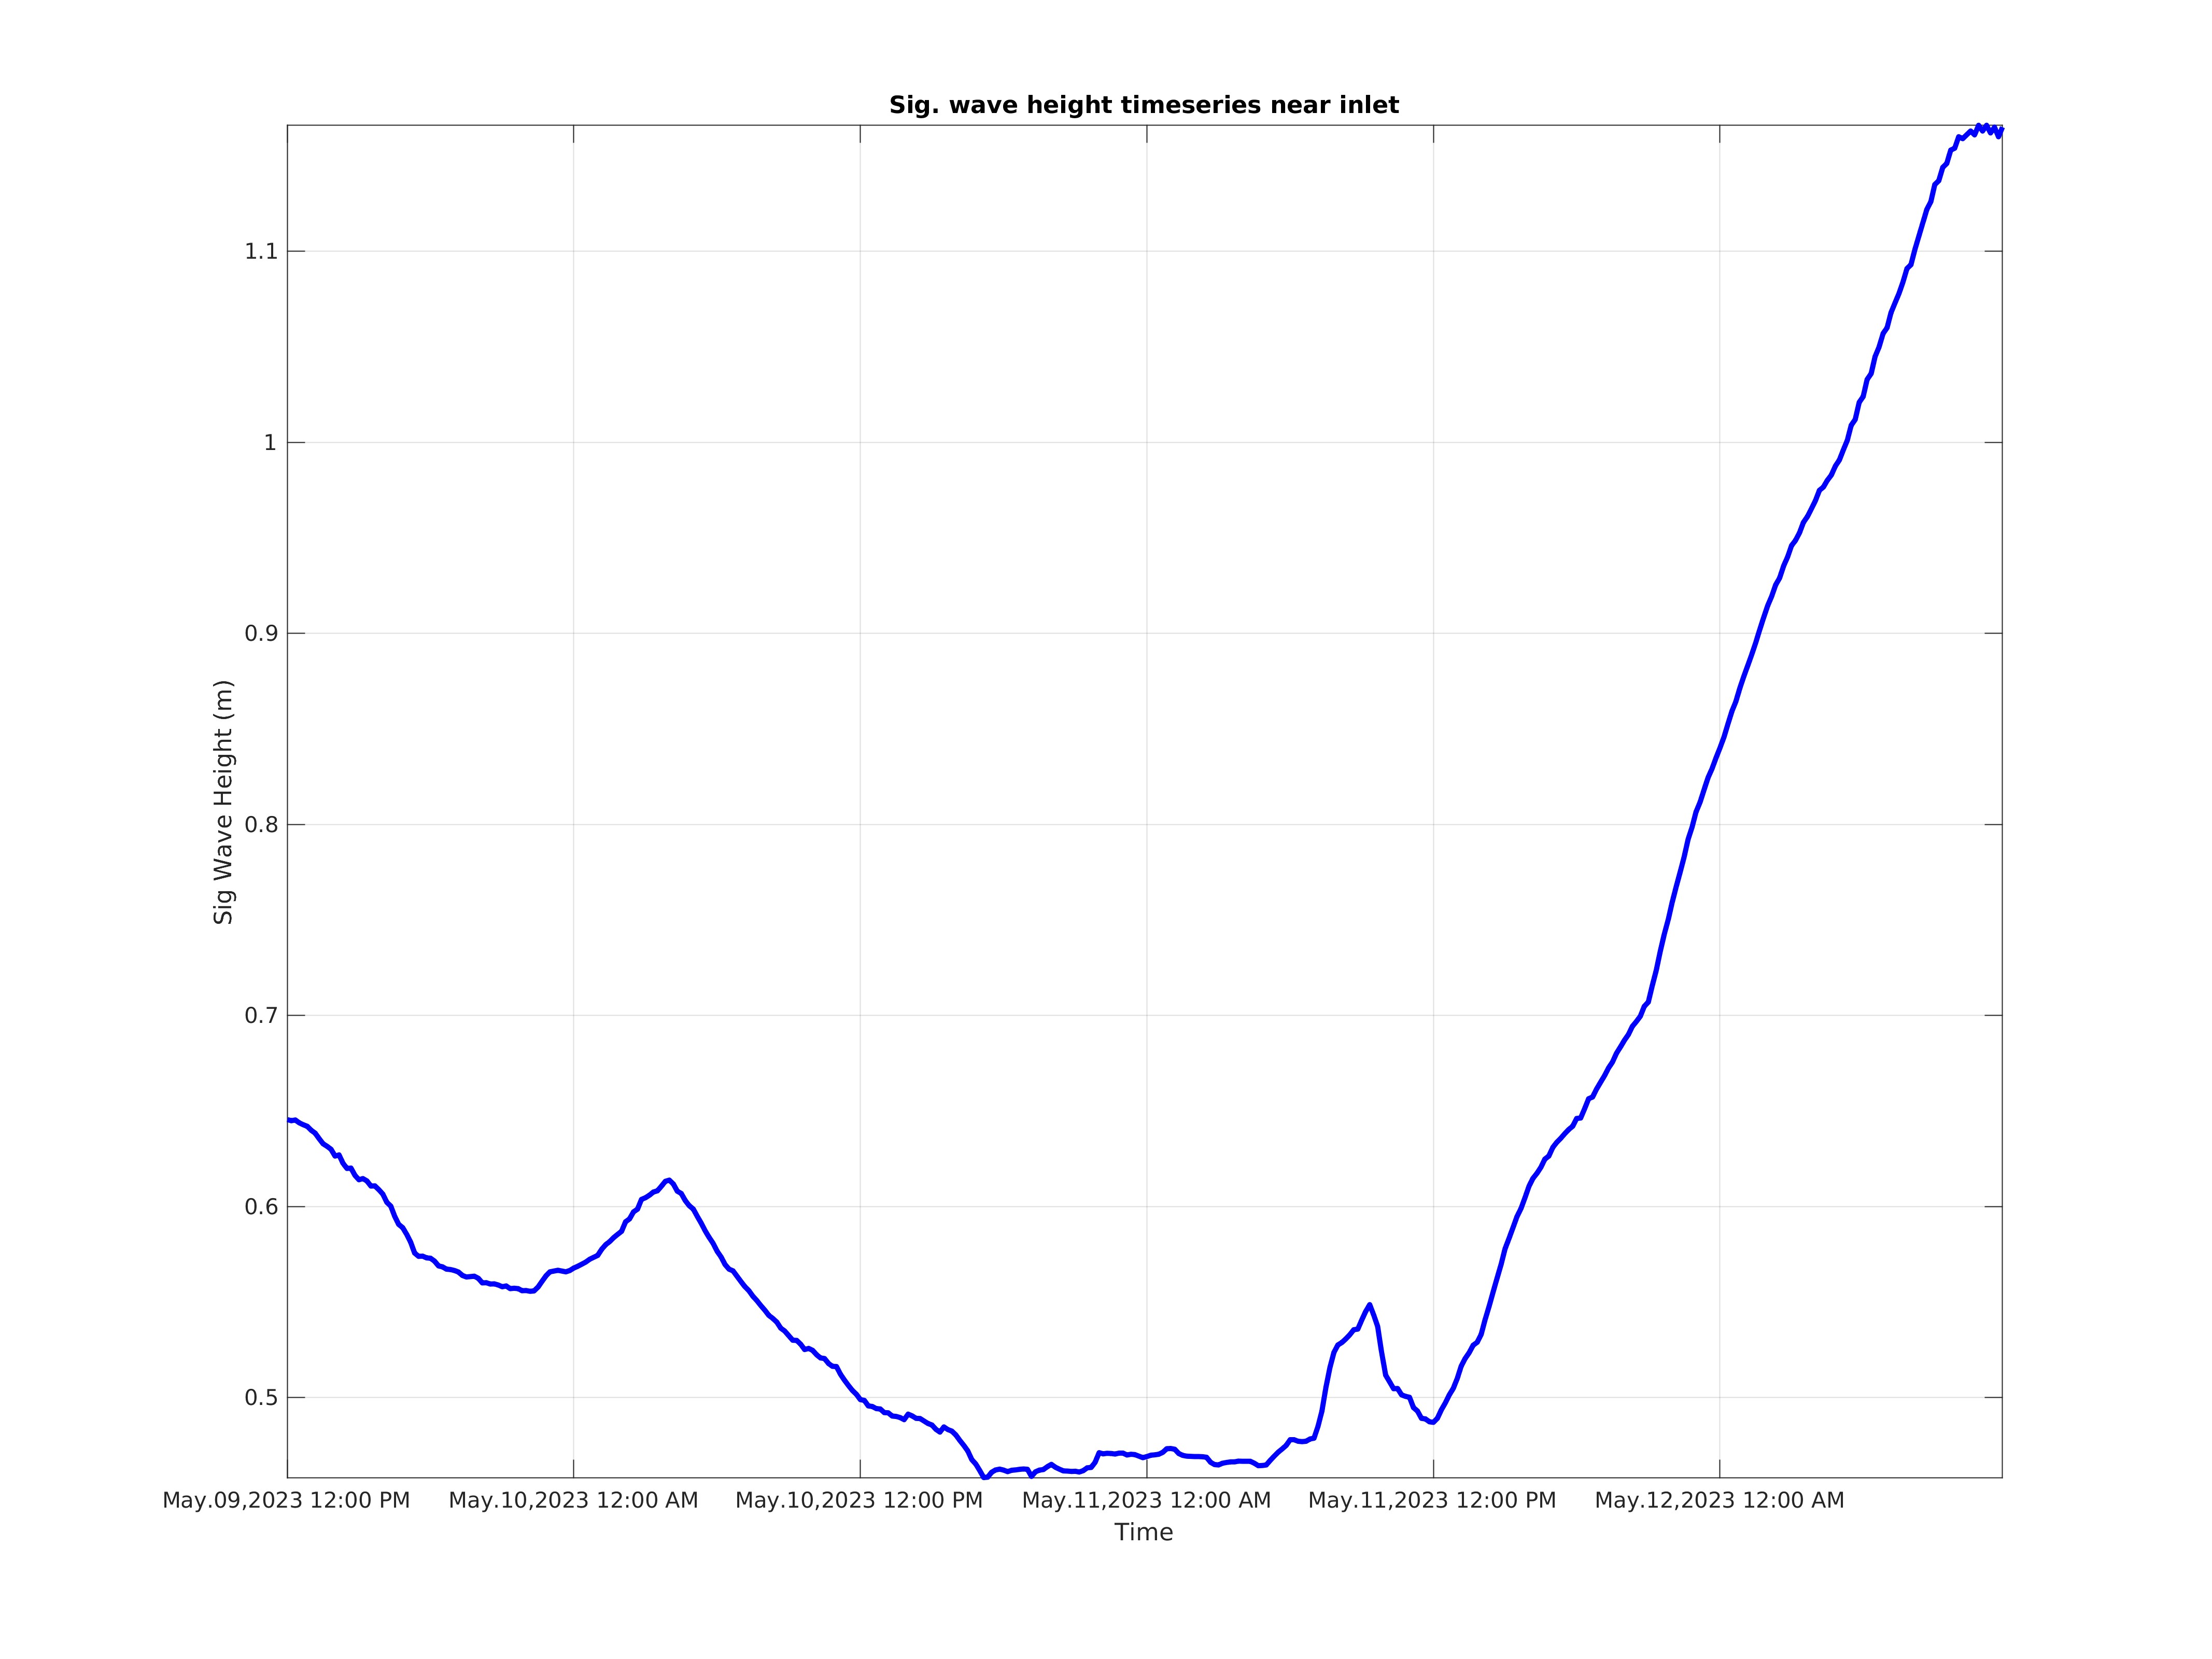 Sig. wave height timeseries near inlet
Sig Wave Height (m)
1.1
1
0.9
0.8
0.7
0.6
0.5
May.09,2023 12:00 PM
May.10,2023 12:00 AM
May.10,2023 12:00 PM
May.11,2023 12:00 AM
May.11,2023 12:00 PM
May.12,2023 12:00 AM
Time